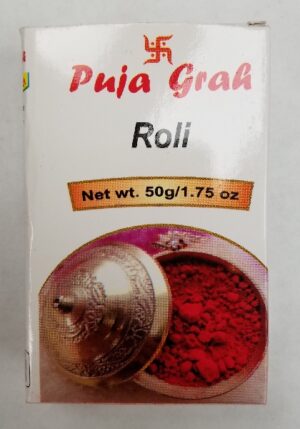 Puja Grah
Roli
Net wt. 50g/1.75 oz